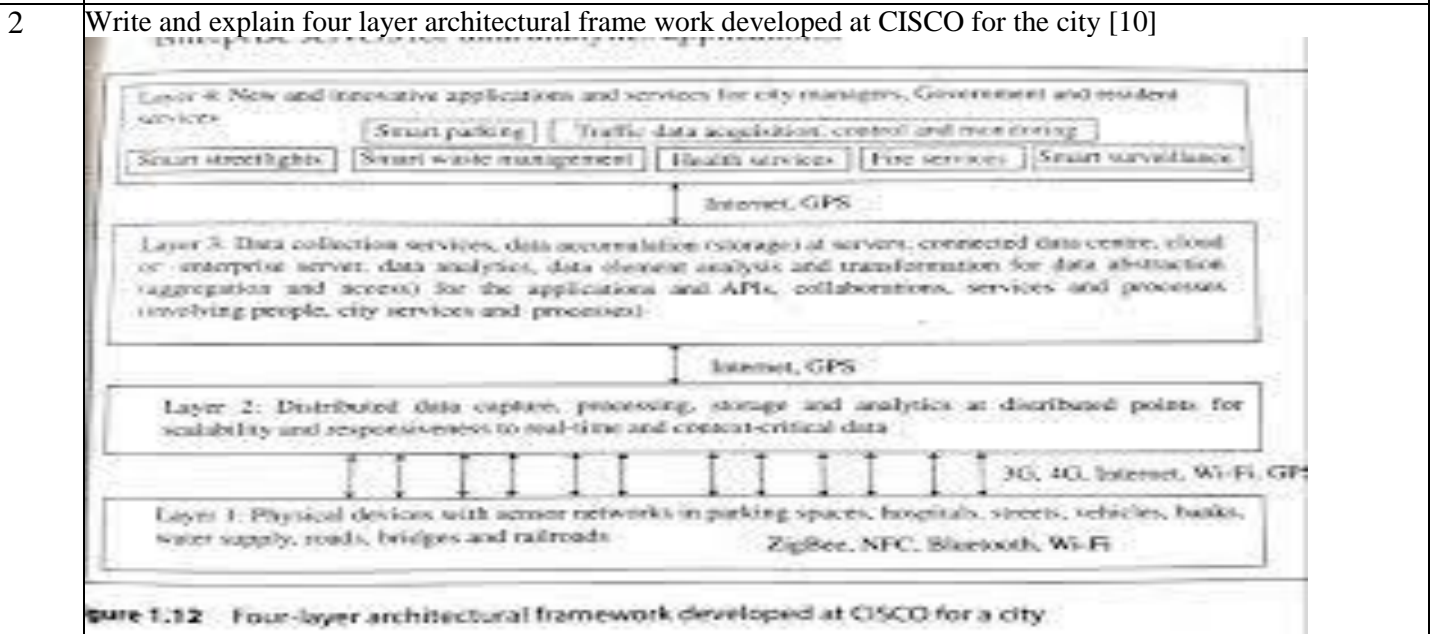 2 Write and explain four layer architectural frame work developed at CISCO for the city [10]
Layer 4: New and innovative applications and services for city managers, Government and resident
services
Smart parking Traffic data acquisition, control and monitoring
Smart streetlights Smart waste management Health services Fire services Smart surveillance
Internet, GPS
Layer 3: Data collection services, data accumulation (storage) at servers, connected data centre, cloud
or enterprise server, data analytics, data element analysis and transformation for data abstraction
(aggregation and access) for the applications and APIs, collaborations, services and processes
(involving people, city services and processes)
Internet, GPS
Layer 2: Distributed data capture, processing, storage and analytics at distributed points for
scalability and responsiveness to real-time and context-critical data
3G, 4G, Internet, Wi-Fi, GPS
Layer 1: Physical devices with sensor networks in parking spaces, hospitals, streets, vehicles, banks,
water supply, roads, bridges and railroads
ZigBee, NFC, Bluetooth, Wi-Fi
gure 1.12 Four-layer architectural framework developed at CISCO for a city